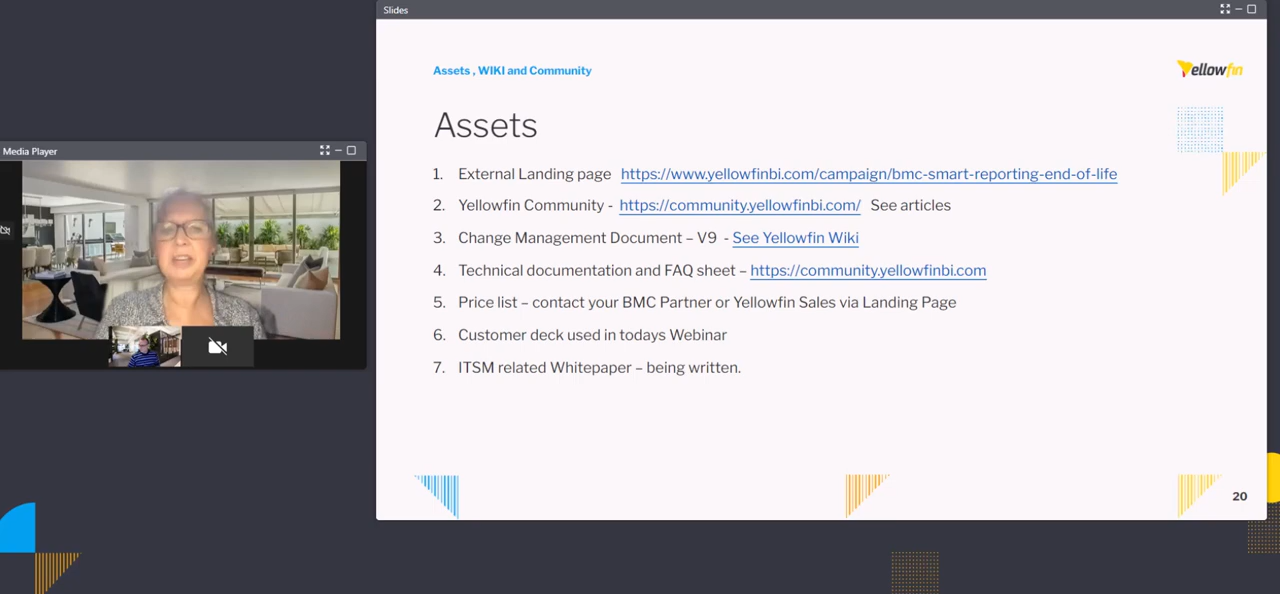 Slides
Assets , WIKI and Community
Yellowfin
Assets
1. External Landing page https://www.yellowfinbi.com/campaign/bmc-smart-reporting-end-of-life
2. Yellowfin Community - https://community.yellowfinbi.com/ See articles
3. Change Management Document – V9 - See Yellowfin Wiki
4. Technical documentation and FAQ sheet – https://community.yellowfinbi.com
5. Price list – contact your BMC Partner or Yellowfin Sales via Landing Page
6. Customer deck used in todays Webinar
7. ITSM related Whitepaper – being written.
20
Media Player